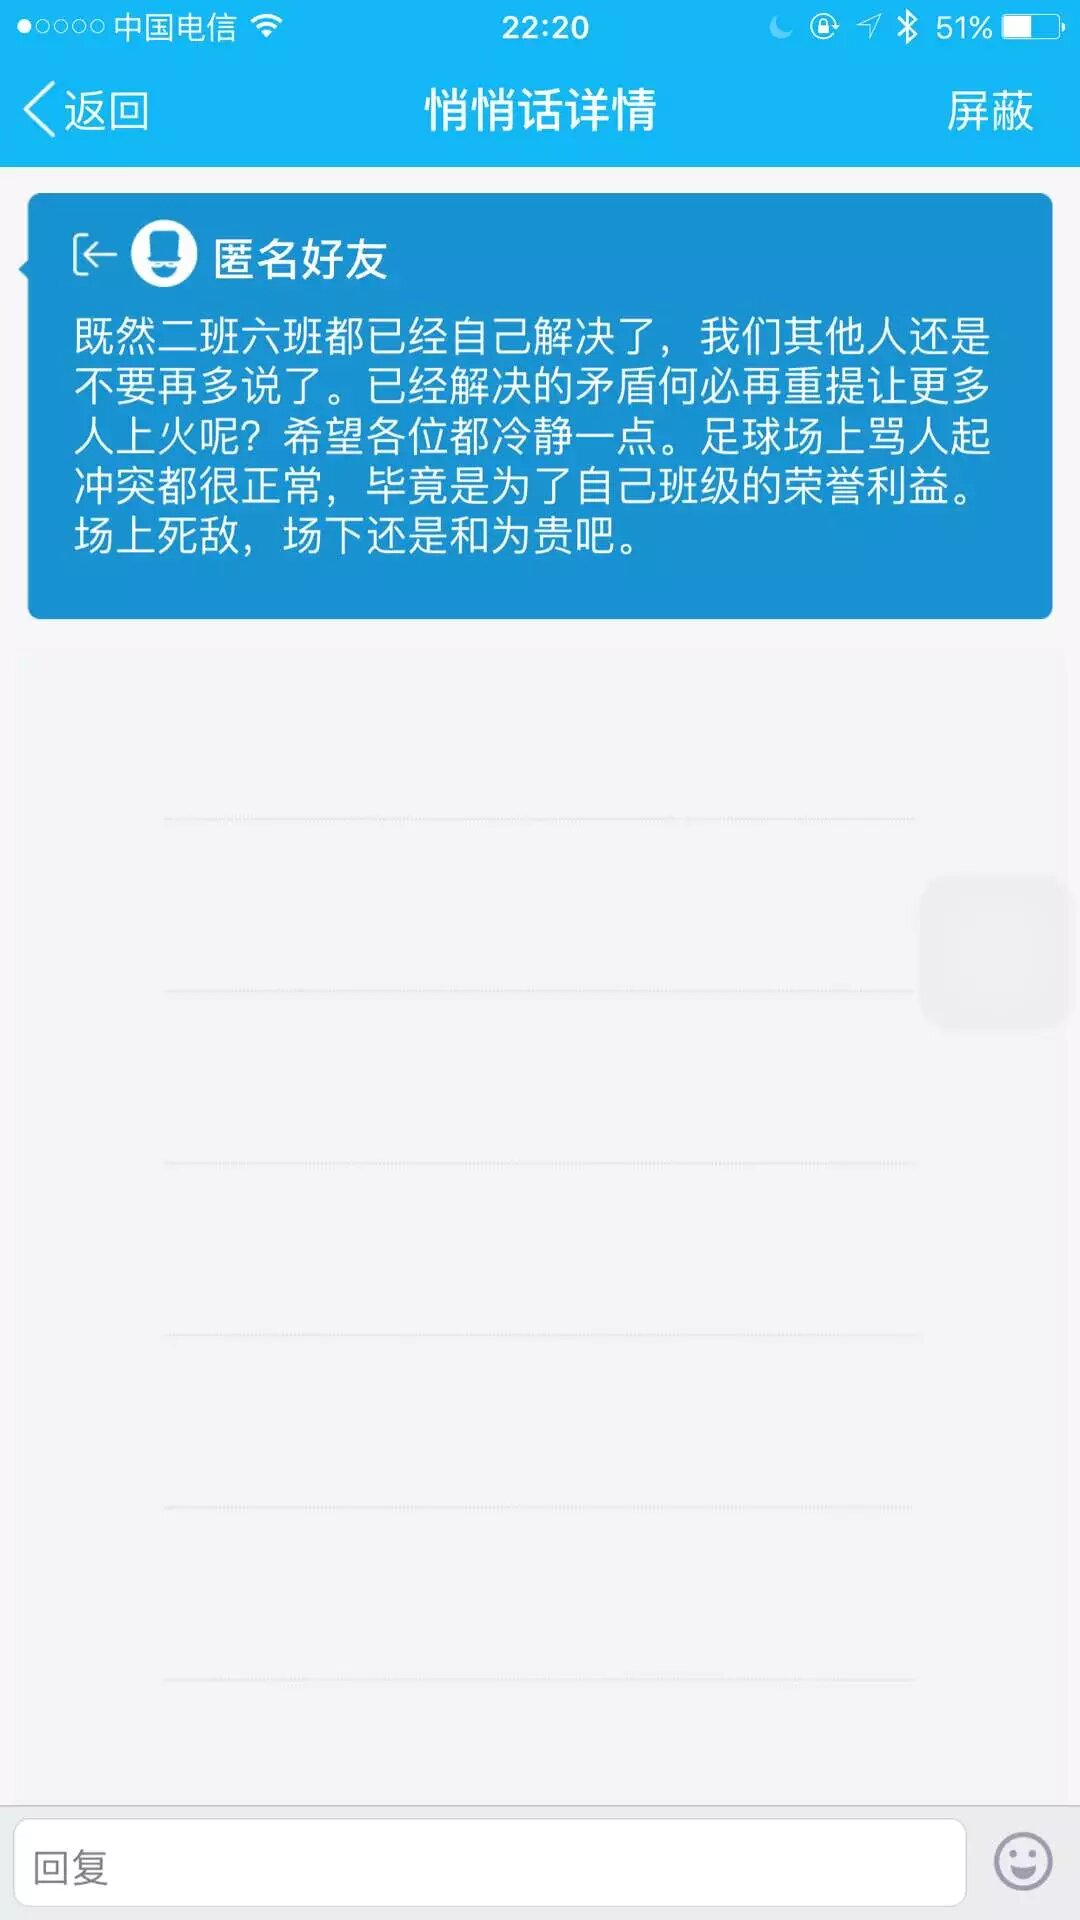 中国电信
22:20
51%
返回
悄悄话详情
屏蔽
匿名好友
既然二班六班都已经自己解决了，我们其他人还是
不要再多说了。已经解决的矛盾何必再重提让更多
人上火呢？希望各位都冷静一点。足球场上骂人起
冲突都很正常，毕竟是为了自己班级的荣誉利益。
场上死敌，场下还是和为贵吧。
回复